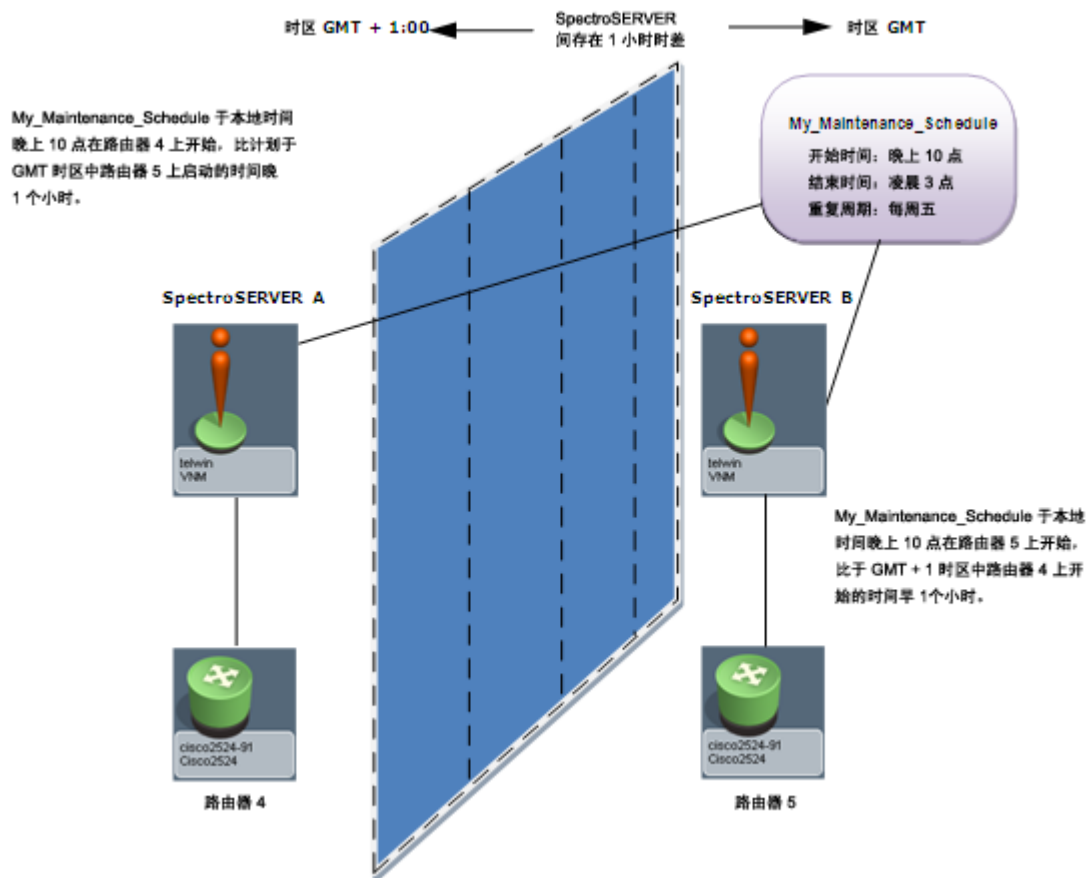 时区 GMT + 1:00
SpectroSERVER
间存在 1 小时时差
时区 GMT
My_Maintenance_Schedule 于本地时间
晚上 10 点在路由器 4 上开始，比计划于
GMT 时区中路由器 5 上启动的时间晚
1 个小时。
My_Maintenance_Schedule
开始时间：晚上 10 点
结束时间：凌晨 3 点
重复周期：每周五
SpectroSERVER A
SpectroSERVER B
telwin
VNM
telwin
VNM
My_Maintenance_Schedule 于本地
时间晚上 10 点在路由器 5 上开始，
比于 GMT + 1 时区中路由器 4 上开
始的时间早 1个小时。
cisco2524-91
Cisco2524
cisco2524-91
Cisco2524
路由器 4
路由器 5